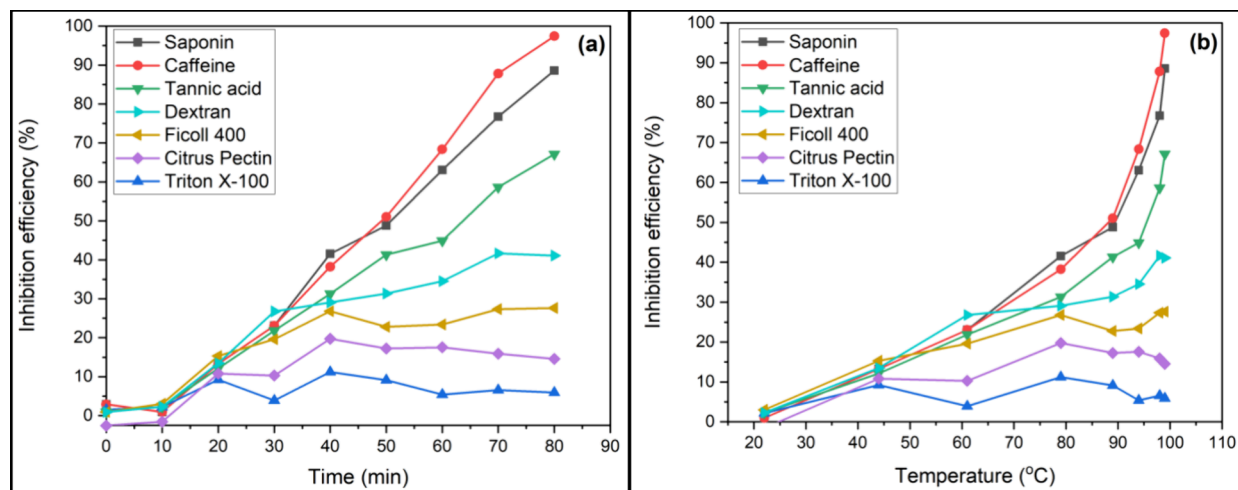 (a)
Saponin
Caffeine
Tannic acid
Dextran
Ficoll 400
Citrus Pectin
Triton X-100
Inhibition efficiency (%)
100
90
80
70
60
50
40
30
20
10
0
0 10 20 30 40 50 60 70 80 90
Time (min)
(b)
Saponin
Caffeine
Tannic acid
Dextran
Ficoll 400
Citrus Pectin
Triton X-100
Inhibition efficiency (%)
100
90
80
70
60
50
40
30
20
10
0
20 30 40 50 60 70 80 90 100 110
Temperature (°C)